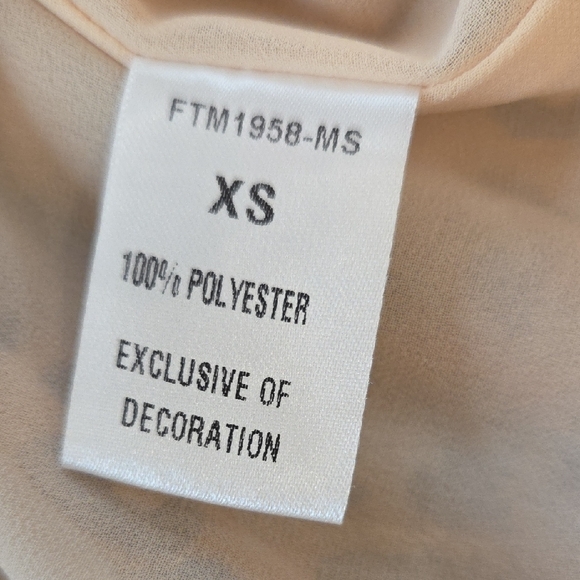 FTM1958-MS
XS
100% POLYESTER
EXCLUSIVE OF
DECORATION